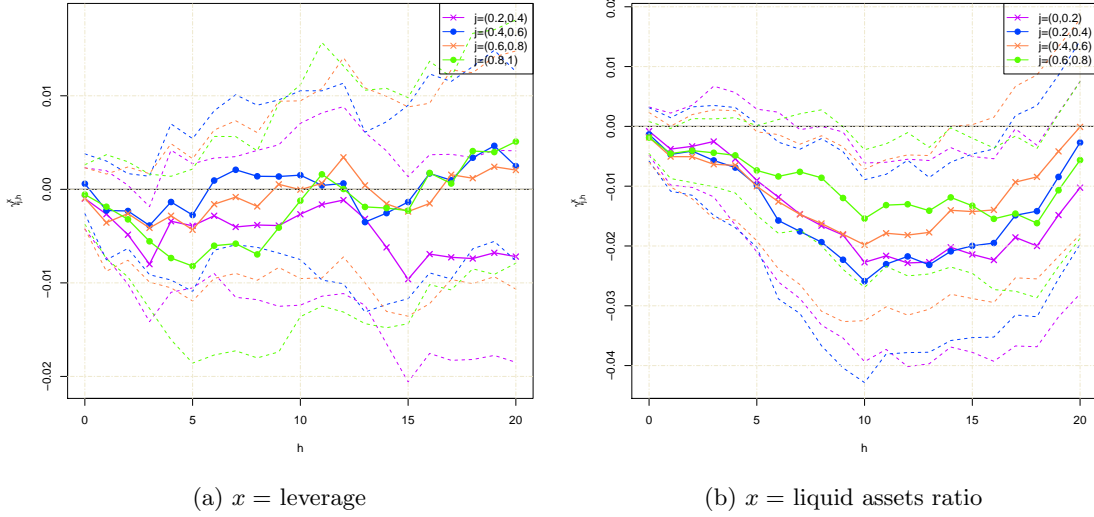 j=(0.2,0.4)
j=(0.4,0.6)
j=(0.6,0.8)
j=(0.8,1)
0.01
0.00
−0.01
−0.02
γ^x_{j,h}
0 5 10 15 20
h
(a) x = leverage
j=(0,0.2)
j=(0.2,0.4)
j=(0.4,0.6)
j=(0.6,0.8)
0.02
0.00
−0.01
−0.02
−0.03
−0.04
γ^x_{j,h}
0 5 10 15 20
h
(b) x = liquid assets ratio